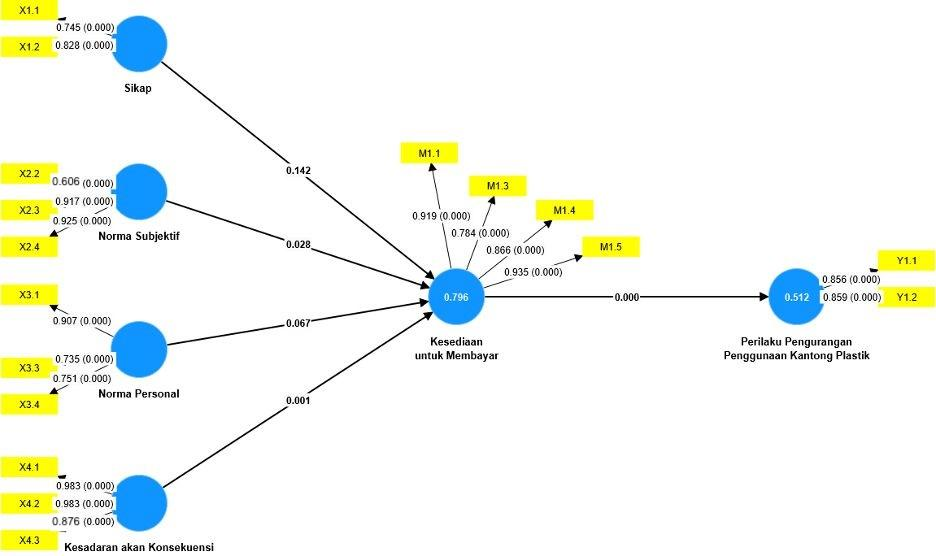 X1.1
0.745 (0.000)
X1.2
0.828 (0.000)
Sikap
0.142
X2.2
0.606 (0.000)
X2.3
0.917 (0.000)
0.925 (0.000)
X2.4
Norma Subjektif
0.028
X3.1
0.907 (0.000)
X3.3
0.735 (0.000)
0.751 (0.000)
X3.4
Norma Personal
0.067
X4.1
0.983 (0.000)
X4.2
0.983 (0.000)
0.876 (0.000)
X4.3
Kesadaran akan Konsekuensi
0.001
M1.1
M1.3
M1.4
M1.5
0.919 (0.000)
0.784 (0.000)
0.866 (0.000)
0.935 (0.000)
0.796
Kesediaan
untuk Membayar
0.000
0.512
Perilaku Pengurangan
Penggunaan Kantong Plastik
Y1.1
0.856 (0.000)
0.859 (0.000)
Y1.2